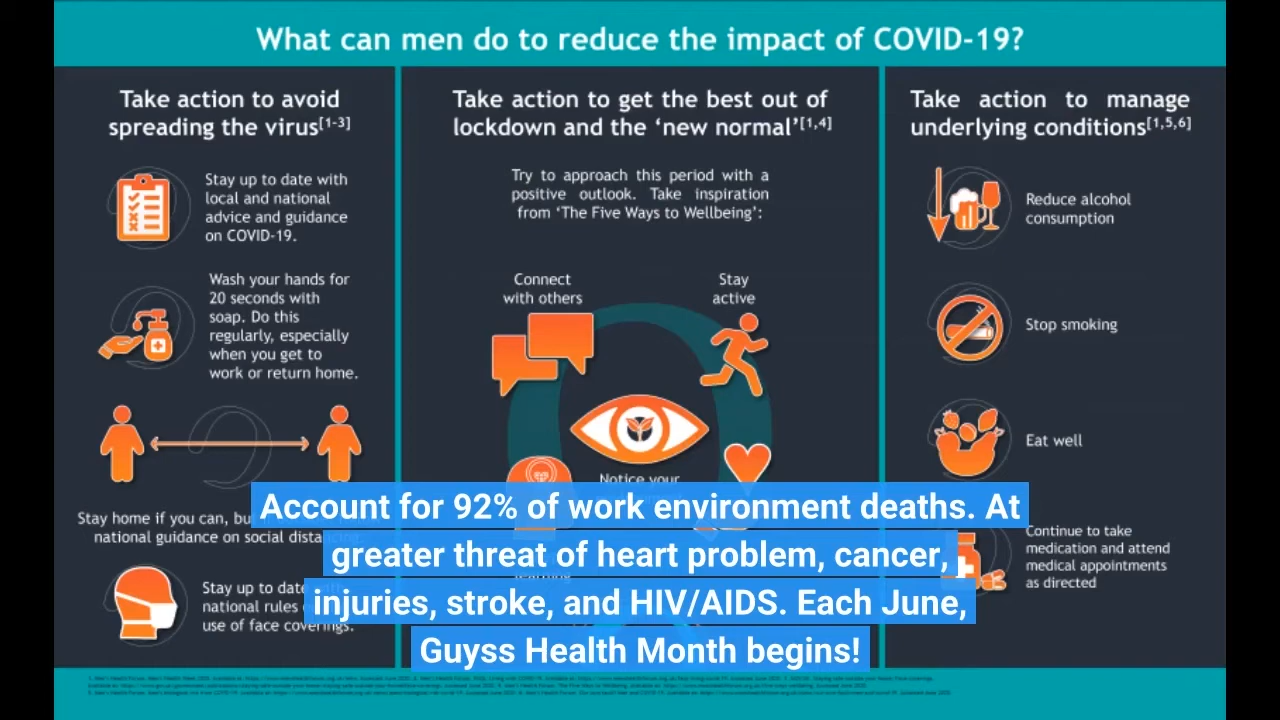 What can men do to reduce the impact of COVID-19?
Take action to avoid
spreading the virus[1-3]
Stay up to date with
local and national
advice and guidance
on COVID-19.
Wash your hands for
20 seconds with
soap. Do this
regularly, especially
when you get to
work or return home.
Stay home if you can, bu
national guidance on social distancing.
Stay up to date
national rules
use of face coverings.
Take action to get the best out of
lockdown and the ‘new normal’[1,4]
Try to approach this period with a
positive outlook. Take inspiration
from ‘The Five Ways to Wellbeing’:
Connect
with others
Stay
active
Notice your
learning
Take action to manage
underlying conditions[1,5,6]
Reduce alcohol
consumption
Stop smoking
Eat well
Continue to take
medication and attend
medical appointments
as directed
Account for 92% of work environment deaths. At
greater threat of heart problem, cancer,
injuries, stroke, and HIV/AIDS. Each June,
Guyss Health Month begins!